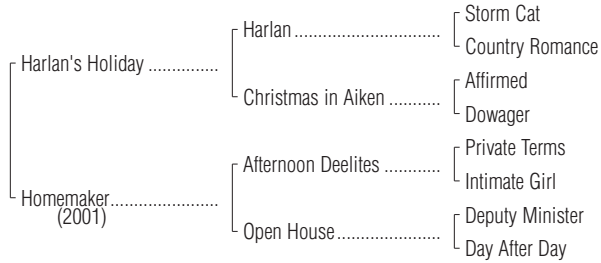 Storm Cat
Harlan.......................................
Country Romance
Harlan's Holiday ...............
Affirmed
Christmas in Aiken ...........
Dowager
Private Terms
Afternoon Deelites ............
Intimate Girl
Homemaker.......................
(2001)
Deputy Minister
Open House.......................
Day After Day